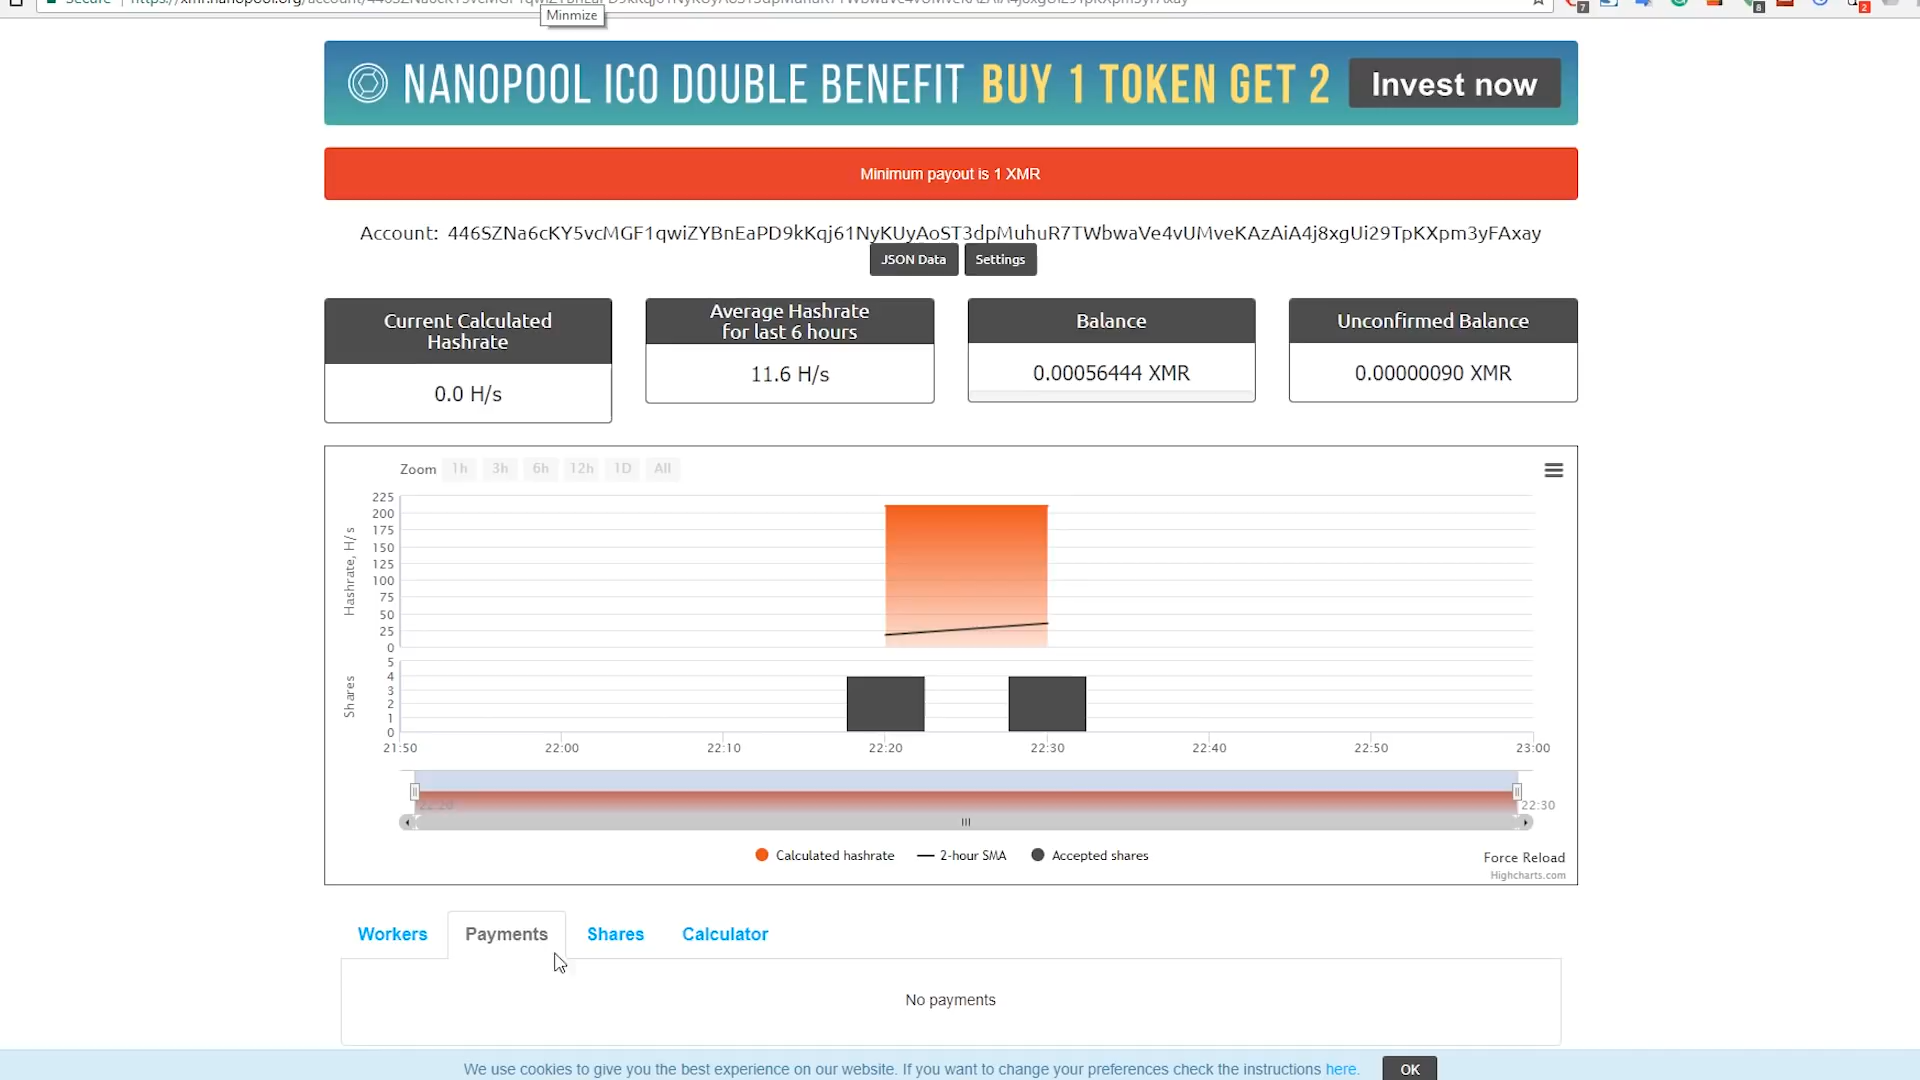 Minmize
NANOPOOL ICO DOUBLE BENEFIT BUY 1 TOKEN GET 2 Invest now
Minimum payout is 1 XMR
Account: 446SZNa6cKY5vcMGF1qwiZYBnEaPD9kKqj61NyKUyAoST3dpMuhuR7TWbwaVe4vUMveKAzAiA4j8xgUi29TpKXpm3yFAxay
JSON Data Settings
Current Calculated
Hashrate
0.0 H/s
Average Hashrate
for last 6 hours
11.6 H/s
Balance
0.00056444 XMR
Unconfirmed Balance
0.00000090 XMR
Zoom 1h 3h 6h 12h 1D All
Hashrate, H/s
225
200
175
150
125
100
75
50
25
0
Shares
5
4
3
2
1
0
21:50 22:00 22:10 22:20 22:30 22:40 22:50 23:00
22:20 22:30
Calculated hashrate 2-hour SMA Accepted shares
Force Reload
Highcharts.com
Workers Payments Shares Calculator
No payments
We use cookies to give you the best experience on our website. If you want to change your preferences check the instructions here. OK
7
8
2